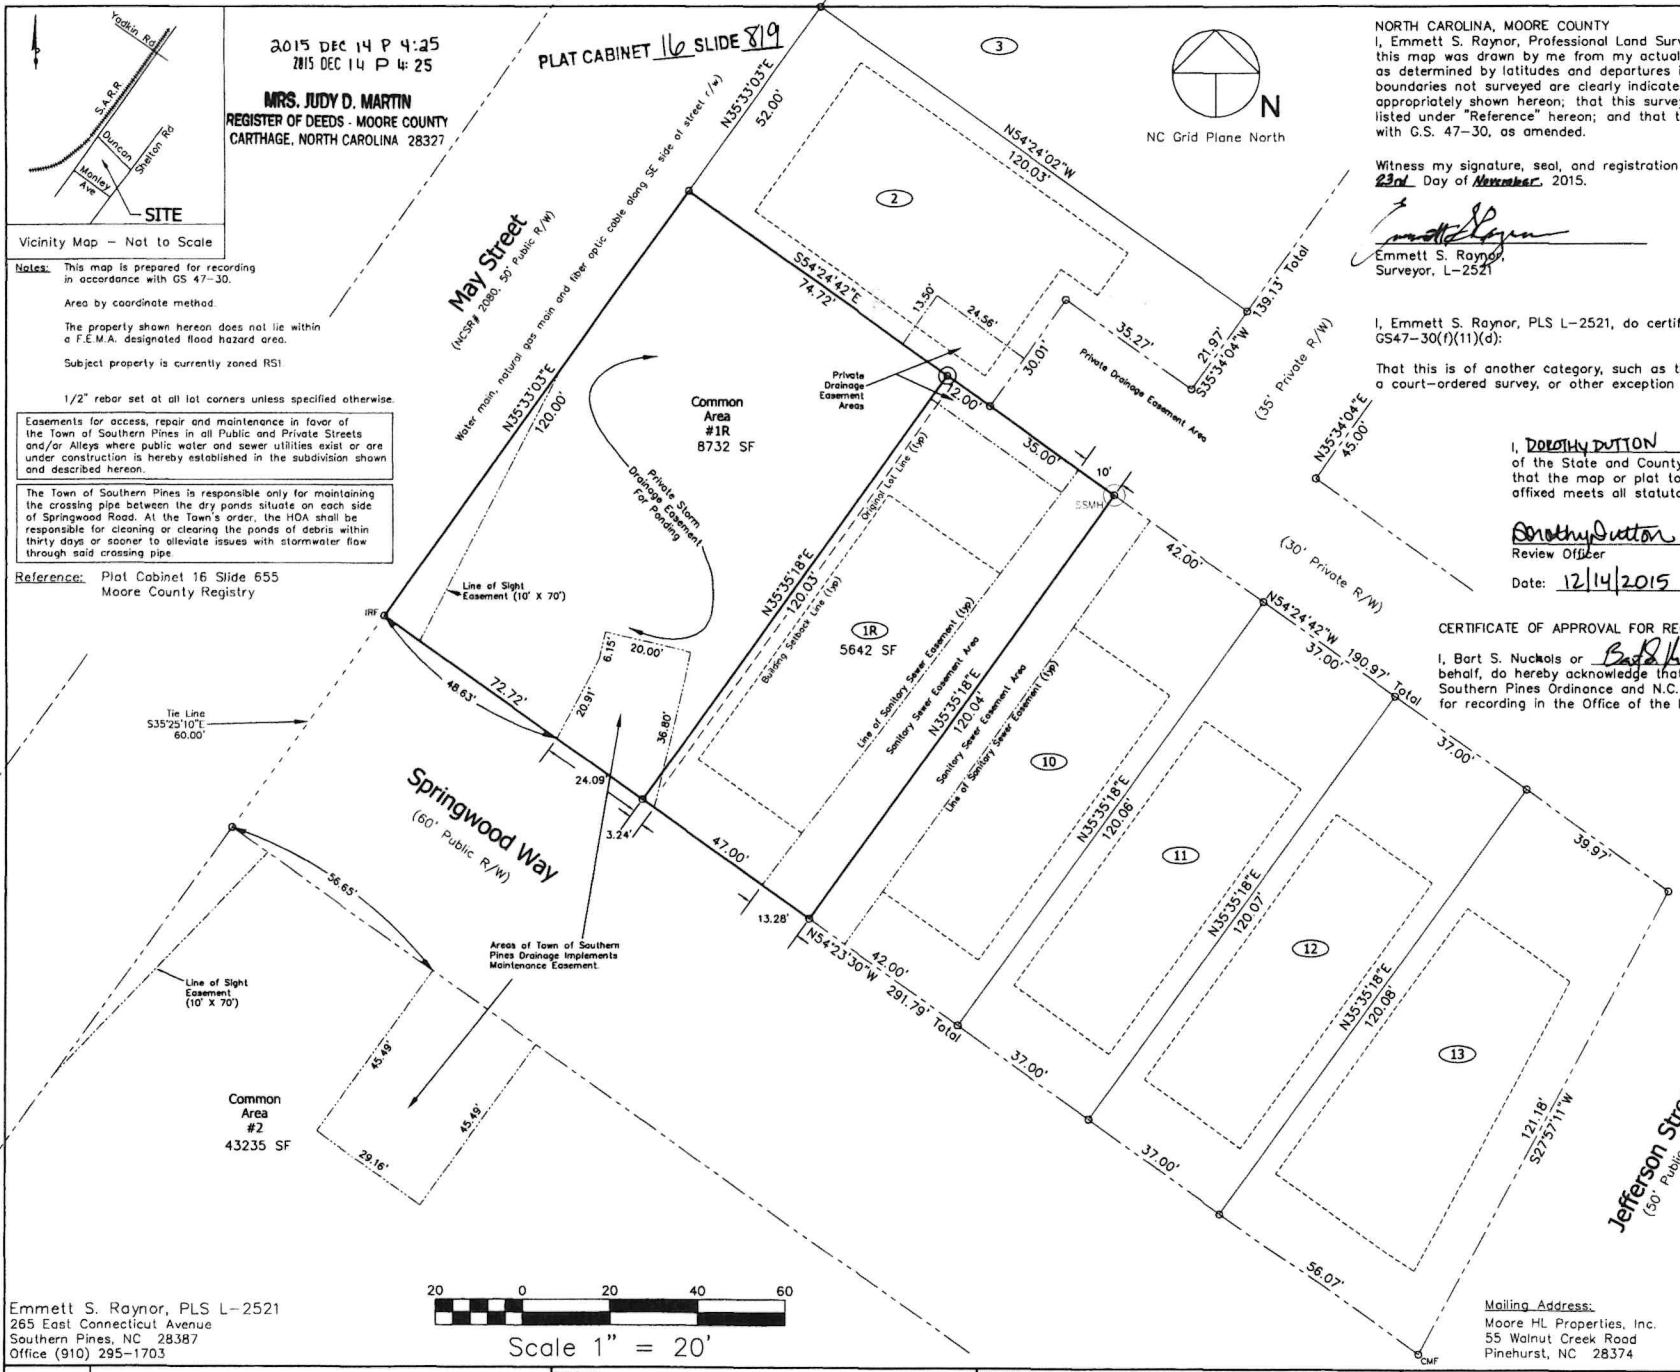 Yadkin Rd
S.A.R.R.
Duncan
Shelton Rd
Manley
Ave
SITE
Vicinity Map – Not to Scale
2015 DEC 14 P 4:25
2015 DEC 14 P 4:25
MRS. JUDY D. MARTIN
REGISTER OF DEEDS - MOORE COUNTY
CARTHAGE, NORTH CAROLINA 28327
PLAT CABINET 16 SLIDE 819
NC Grid Plane North
N
NORTH CAROLINA, MOORE COUNTY
I, Emmett S. Raynor, Professional Land Surv
this map was drawn by me from my actual
as determined by latitudes and departures i
boundaries not surveyed are clearly indicate
appropriately shown hereon; that this surve
listed under "Reference" hereon; and that t
with G.S. 47–30, as amended.
Witness my signature, seal, and registration
23rd Day of November, 2015.
Emmett S. Raynor,
Surveyor, L–2521
I, Emmett S. Raynor, PLS L–2521, do certif
GS47–30(f)(11)(d):
That this is of another category, such as t
a court–ordered survey, or other exception
I, DOROTHY DUTTON
of the State and County
that the map or plat to
affixed meets all statuto
Dorothy Dutton
Review Officer
Date: 12/14/2015
CERTIFICATE OF APPROVAL FOR RE
I, Bart S. Nuckols or
behalf, do hereby acknowledge that
Southern Pines Ordinance and N.C.
for recording in the Office of the
Notes: This map is prepared for recording
in accordance with GS 47–30.
Area by coordinate method.
The property shown hereon does not lie within
a F.E.M.A. designated flood hazard area.
Subject property is currently zoned RS1
1/2" rebar set at all lot corners unless specified otherwise.
Easements for access, repair and maintenance in favor of
the Town of Southern Pines in all Public and Private Streets
and/or Alleys where public water and sewer utilities exist or are
under construction is hereby established in the subdivision shown
and described hereon.
The Town of Southern Pines is responsible only for maintaining
the crossing pipe between the dry ponds situate on each side
of Springwood Road. At the Town's order, the HOA shall be
responsible for cleaning or clearing the ponds of debris within
thirty days or sooner to alleviate issues with stormwater flow
through said crossing pipe.
Reference: Plat Cabinet 16 Slide 655
Moore County Registry
May Street
(NCSR# 2080, 50' Public R/W)
Water main, natural gas main and fiber optic cable along SE side of street r/w)
N35°33'03"E
52.00'
3
N54°24'02"W
120.03'
2
S54°24'42"E
74.72'
13.50'
24.56'
30.01'
35.27'
21.97'
S35°34'04"W
139.13' Total
(35' Private R/W)
N35°34'04"E
45.00'
Private Drainage Easement Area
Private
Drainage
Easement
Areas
12.00'
35.00'
10'
SSMH
N35°33'03"E
120.00'
Common
Area
#1R
8732 SF
Private Storm
Drainage Easement
For Ponding
Line of Sight
Easement (10' X 70')
IRF
Original Lot Line (typ)
N35°35'18"E
120.03'
Building Setback Line (typ)
1R
5642 SF
Line of Sanitary Sewer Easement (typ)
Sanitary Sewer Easement Area
N35°35'18"E
120.04'
Sanitary Sewer Easement Area
Line of Sanitary Sewer Easement (typ)
(30' Private R/W)
42.00'
N54°24'42"W
37.00'
190.97' Total
37.00'
39.97'
6.15'
20.00'
20.91'
36.80'
72.72'
48.63'
24.09'
3.24'
47.00'
13.28'
Tie Line
S35°25'10"E
60.00'
Springwood Way
(60' Public R/W)
10
N35°35'18"E
120.06'
11
N35°35'18"E
120.07'
12
N35°35'18"E
120.08'
13
121.18'
S27°57'11"W
Jefferson Stre
(50' Public
N54°23'30"W
42.00'
291.79' Total
37.00'
37.00'
56.07'
CMF
56.65'
Line of Sight
Easement
(10' X 70')
Areas of Town of Southern
Pines Drainage Implements
Maintenance Easement.
45.49'
45.49'
29.16'
Common
Area
#2
43235 SF
Emmett S. Raynor, PLS L–2521
265 East Connecticut Avenue
Southern Pines, NC 28387
Office (910) 295–1703
20 0 20 40 60
Scale 1" = 20'
Mailing Address:
Moore HL Properties, Inc.
55 Walnut Creek Road
Pinehurst, NC 28374